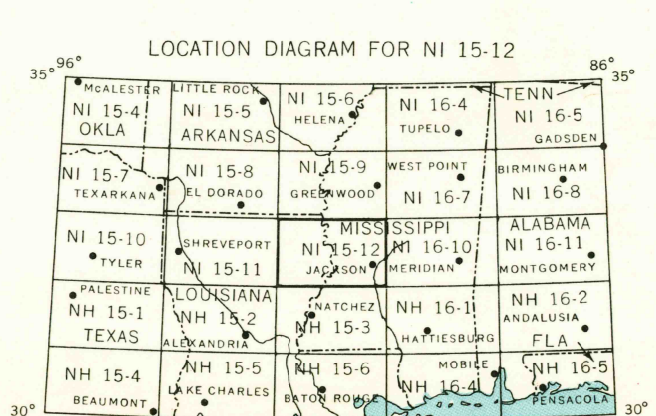 LOCATION DIAGRAM FOR NI 15-12
35° 96° 86° 35°
McALESTER LITTLE ROCK NI 15-6 TENN
NI 15-4 NI 15-5 HELENA NI 16-4 NI 16-5
OKLA ARKANSAS TUPELO GADSDEN
NI 15-7 NI 15-8 NI 15-9 WEST POINT BIRMINGHAM
TEXARKANA EL DORADO GREENWOOD NI 16-7 NI 16-8
MISSISSIPPI ALABAMA
NI 15-10 SHREVEPORT NI 15-12 NI 16-10 NI 16-11
TYLER NI 15-11 JACKSON MERIDIAN MONTGOMERY
PALESTINE LOUISIANA NATCHEZ NH 16-1 NH 16-2
NH 15-1 NH 15-2 NH 15-3 ANDALUSIA
TEXAS ALEXANDRIA HATTIESBURG FLA
NH 15-4 NH 15-5 NH 15-6 MOBILE NH 16-5
BEAUMONT LAKE CHARLES BATON ROUGE NH 16-4 PENSACOLA
30° 30°